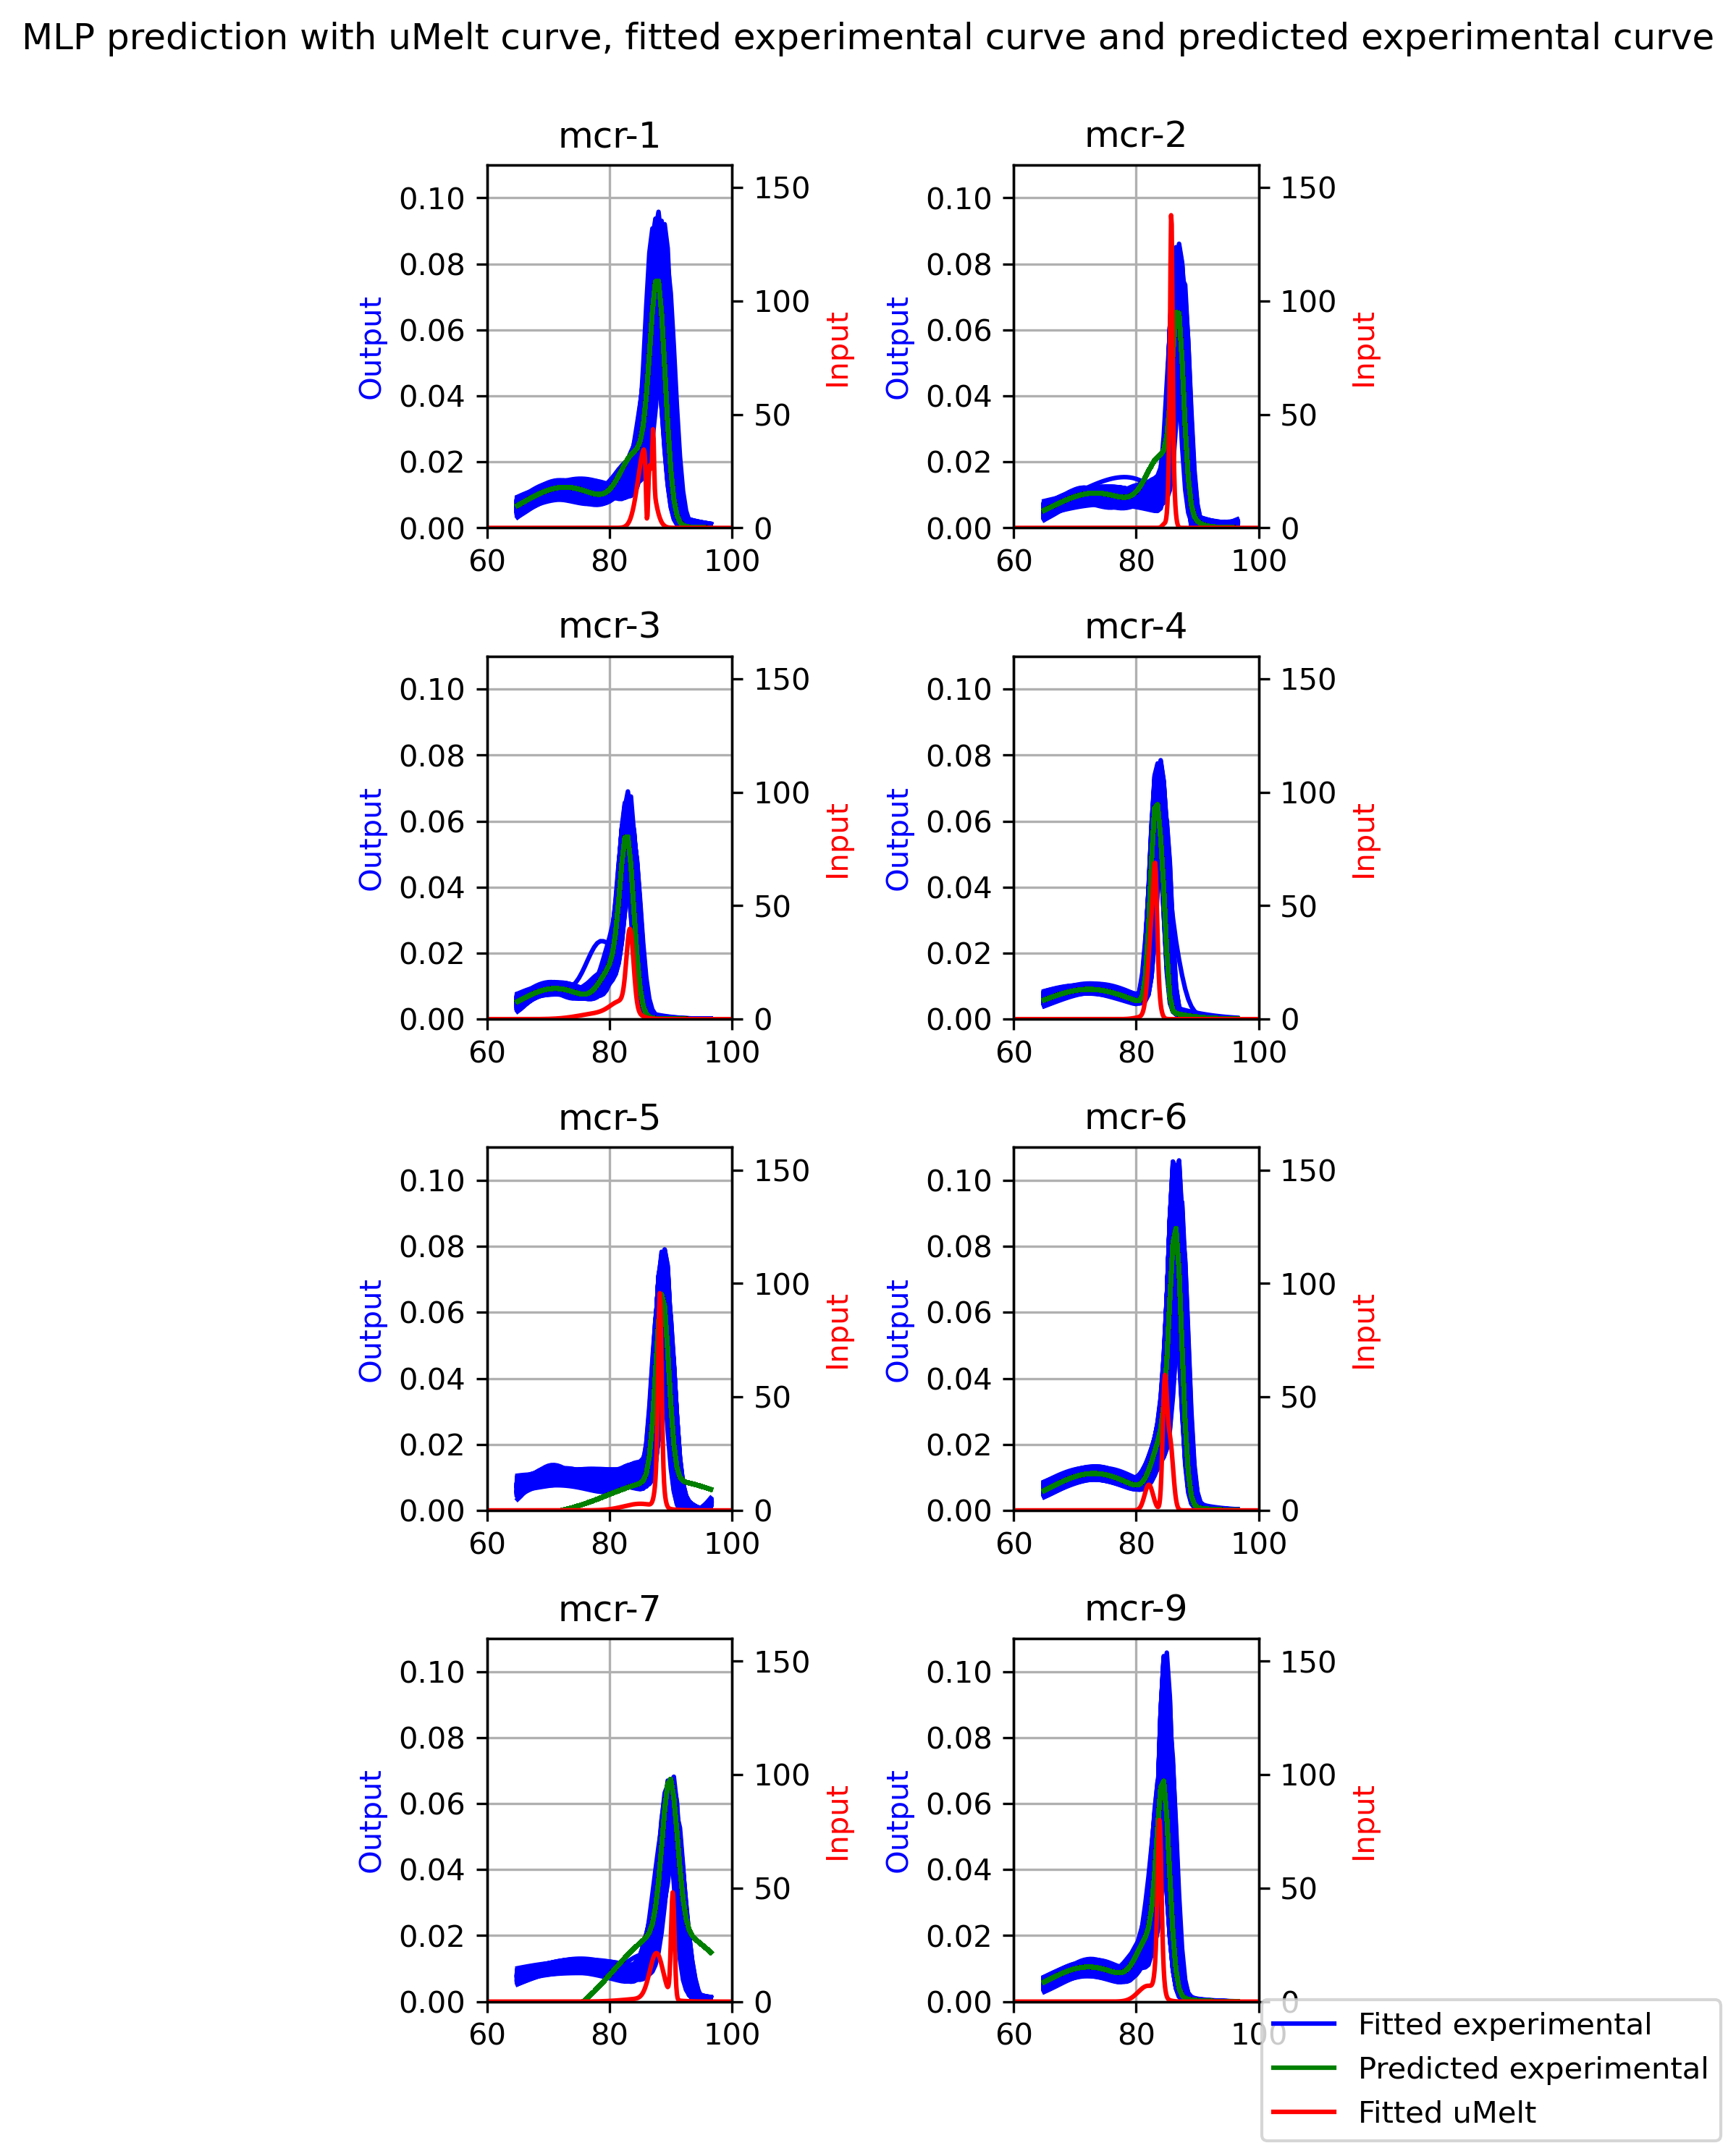 MLP prediction with uMelt curve, fitted experimental curve and predicted experimental curve
mcr-1
0.10
0.08
0.06
0.04
0.02
0.00
Output
150
100
50
0
Input
60 80 100
mcr-2
0.10
0.08
0.06
0.04
0.02
0.00
Output
150
100
50
0
Input
60 80 100
mcr-3
0.10
0.08
0.06
0.04
0.02
0.00
Output
150
100
50
0
Input
60 80 100
mcr-4
0.10
0.08
0.06
0.04
0.02
0.00
Output
150
100
50
0
Input
60 80 100
mcr-5
0.10
0.08
0.06
0.04
0.02
0.00
Output
150
100
50
0
Input
60 80 100
mcr-6
0.10
0.08
0.06
0.04
0.02
0.00
Output
150
100
50
0
Input
60 80 100
mcr-7
0.10
0.08
0.06
0.04
0.02
0.00
Output
150
100
50
0
Input
60 80 100
mcr-9
0.10
0.08
0.06
0.04
0.02
0.00
Output
150
100
50
0
Input
60 80 100
Fitted experimental
Predicted experimental
Fitted uMelt